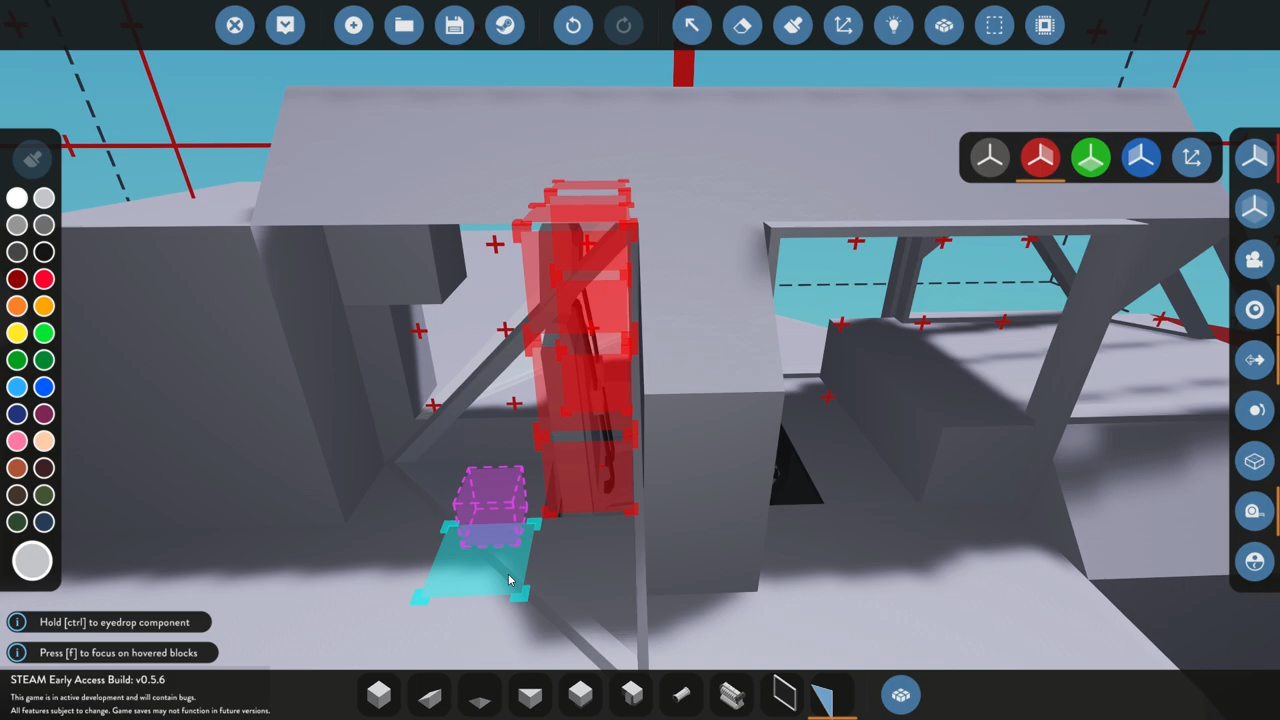 Hold [ctrl] to eyedrop component
Press [f] to focus on hovered blocks
STEAM Early Access Build: v0.5.6
This game is in active development and will contain bugs.
All features subject to change. Game saves may not function in future versions.